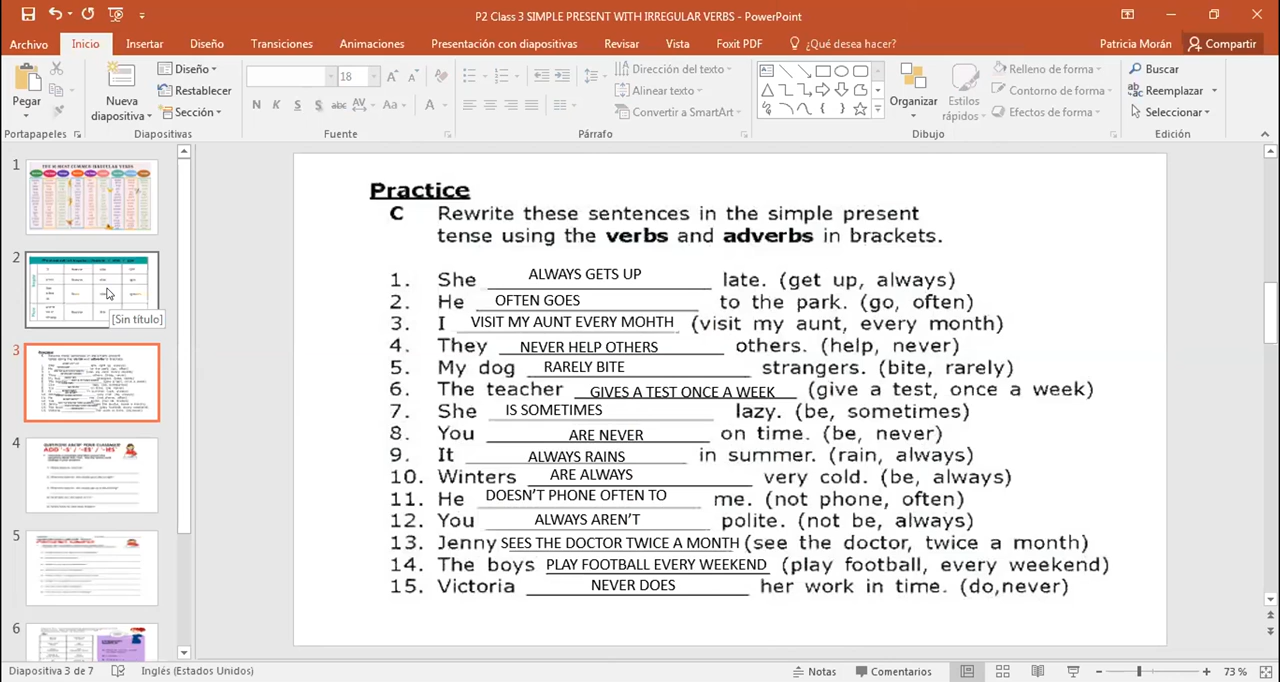 P2 Class 3 SIMPLE PRESENT WITH IRREGULAR VERBS - PowerPoint
Archivo Inicio Insertar Diseño Transiciones Animaciones Presentación con diapositivas Revisar Vista Foxit PDF ¿Qué desea hacer? Patricia Morán Compartir
Pegar
Nueva diapositiva
Diseño
Restablecer
Sección
18
N K S S abc AV Aa A
Dirección del texto
Alinear texto
Convertir a SmartArt
Organizar
Estilos rápidos
Relleno de forma
Contorno de forma
Efectos de forma
Buscar
Reemplazar
Seleccionar
Portapapeles Diapositivas Fuente Párrafo Dibujo Edición
1
2
[Sin título]
3
4
5
6
Practice
C Rewrite these sentences in the simple present
tense using the verbs and adverbs in brackets.
1. She ALWAYS GETS UP late. (get up, always)
2. He OFTEN GOES to the park. (go, often)
3. I VISIT MY AUNT EVERY MOHTH. (visit my aunt, every month)
4. They NEVER HELP OTHERS others. (help, never)
5. My dog RARELY BITE strangers. (bite, rarely)
6. The teacher GIVES A TEST ONCE A WEEK (give a test, once a week)
7. She IS SOMETIMES lazy. (be, sometimes)
8. You ARE NEVER on time. (be, never)
9. It ALWAYS RAINS in summer. (rain, always)
10. Winters ARE ALWAYS very cold. (be, always)
11. He DOESN'T PHONE OFTEN TO me. (not phone, often)
12. You ALWAYS AREN'T polite. (not be, always)
13. Jenny SEES THE DOCTOR TWICE A MONTH (see the doctor, twice a month)
14. The boys PLAY FOOTBALL EVERY WEEKEND (play football, every weekend)
15. Victoria NEVER DOES her work in time. (do,never)
Diapositiva 3 de 7 Inglés (Estados Unidos) Notas Comentarios 73 %